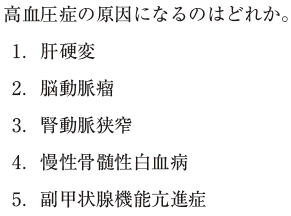 高血圧症の原因になるのはどれか。
1. 肝硬変
2. 脳動脈瘤
3. 腎動脈狭窄
4. 慢性骨髄性白血病
5. 副甲状腺機能亢進症